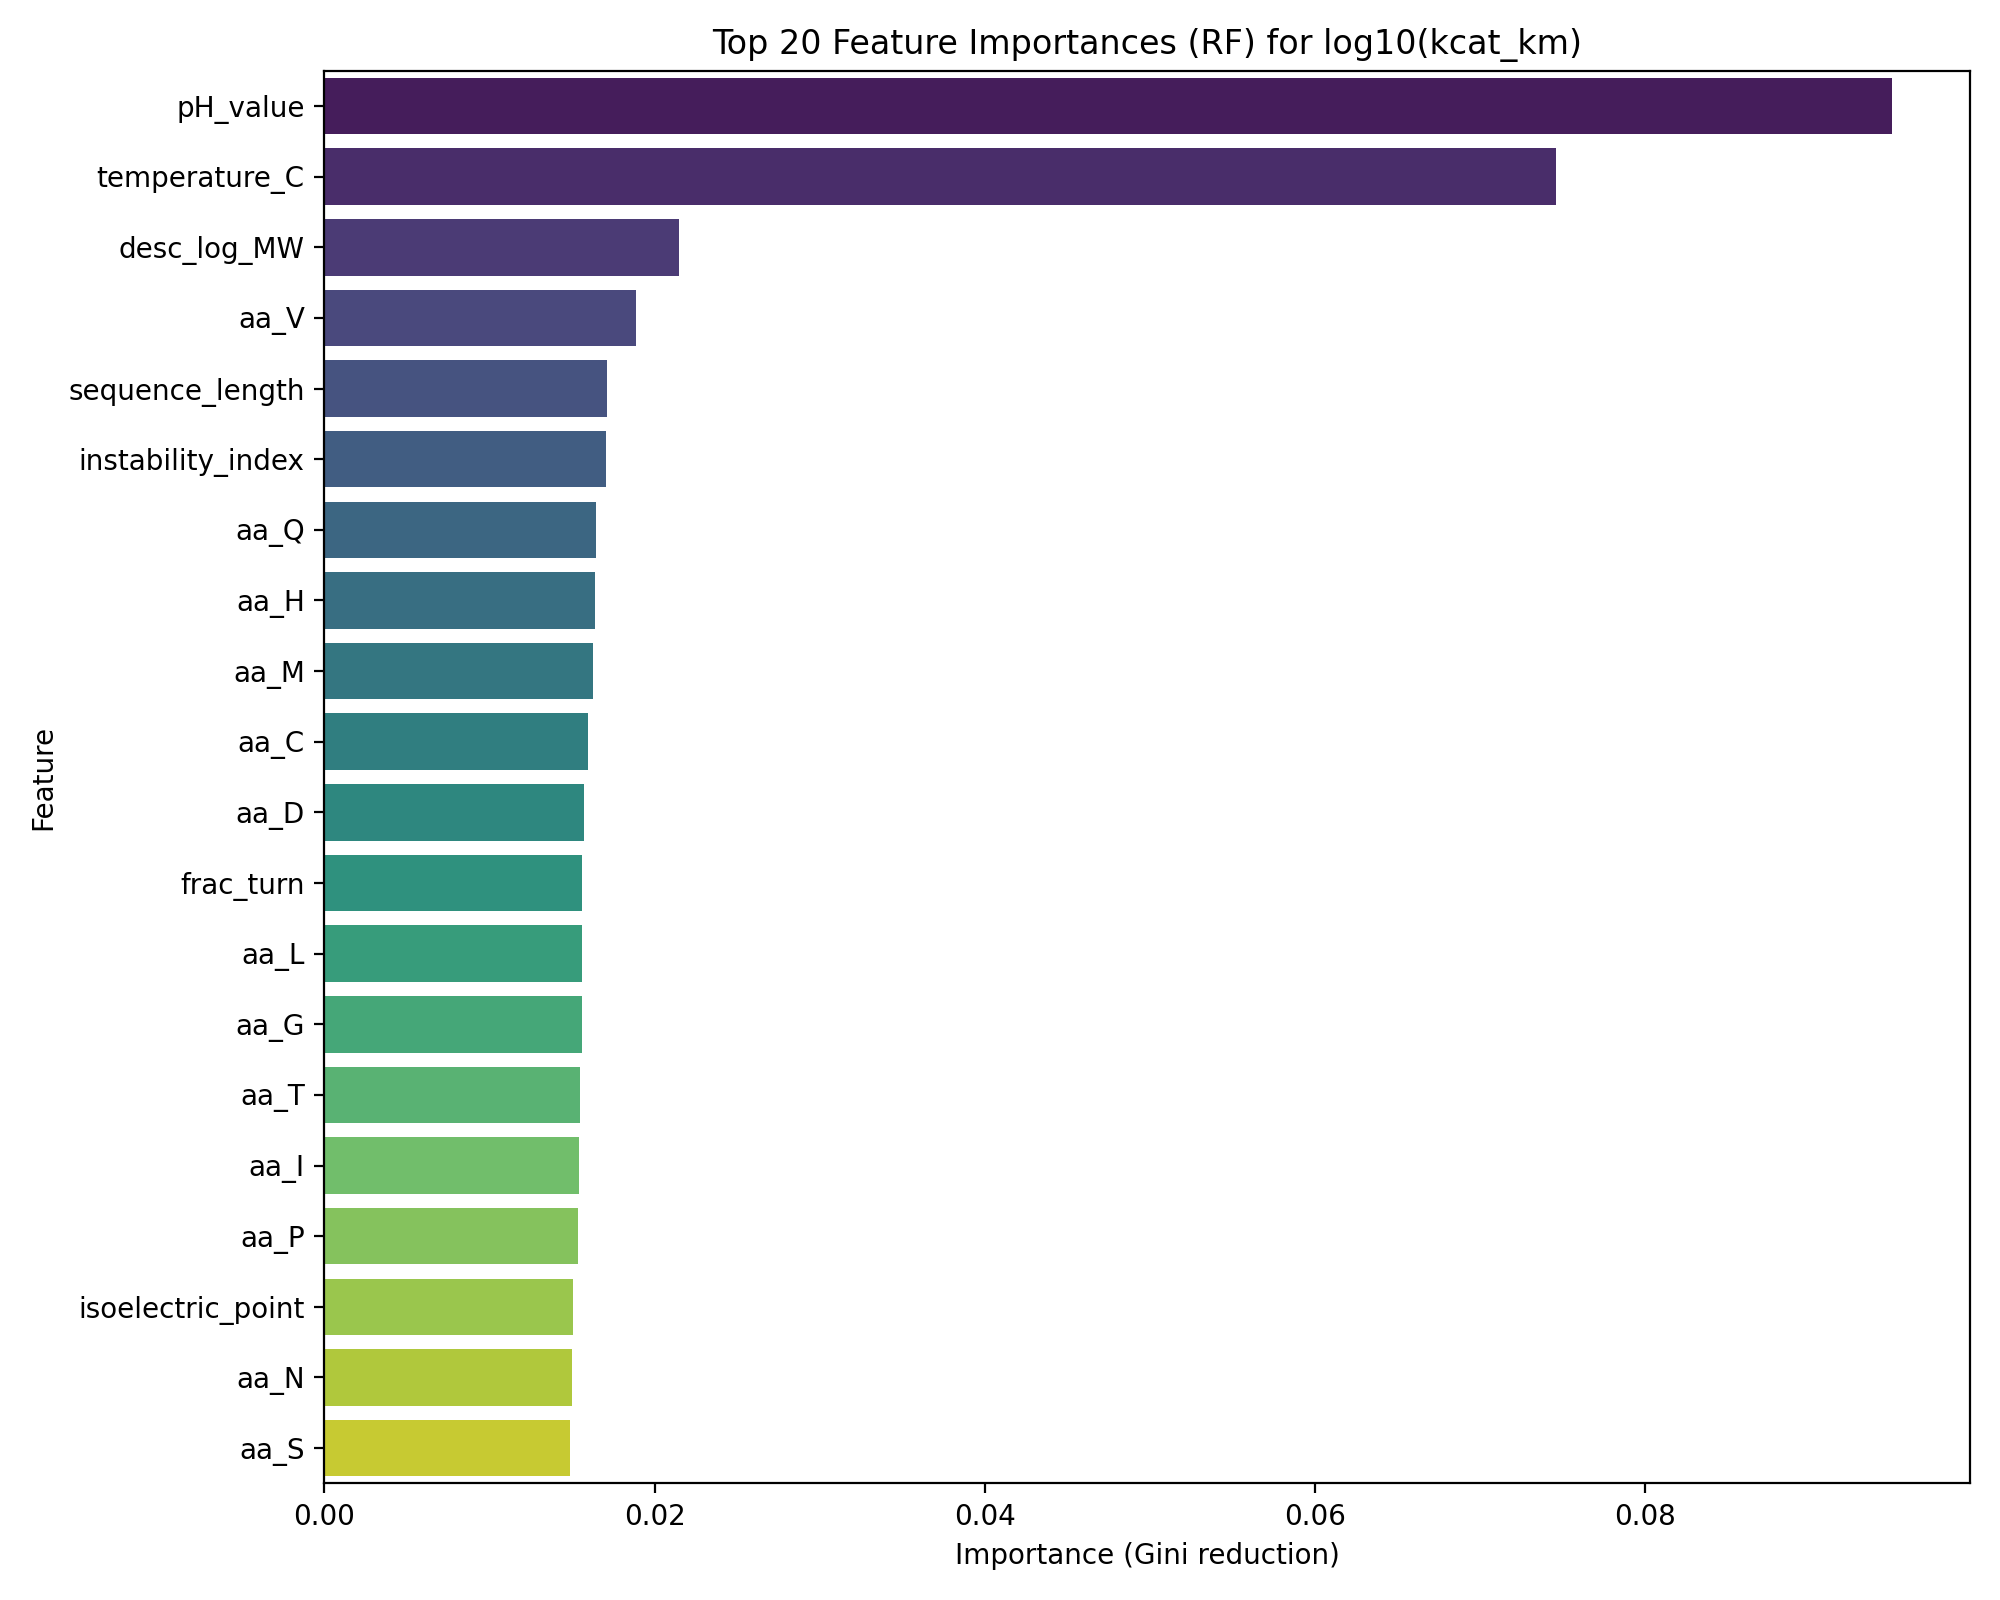 Top 20 Feature Importances (RF) for log10(kcat_km)
pH_value
temperature_C
desc_log_MW
aa_V
sequence_length
instability_index
aa_Q
aa_H
aa_M
aa_C
aa_D
frac_turn
aa_L
aa_G
aa_T
aa_I
aa_P
isoelectric_point
aa_N
aa_S
Feature
0.00 0.02 0.04 0.06 0.08
Importance (Gini reduction)